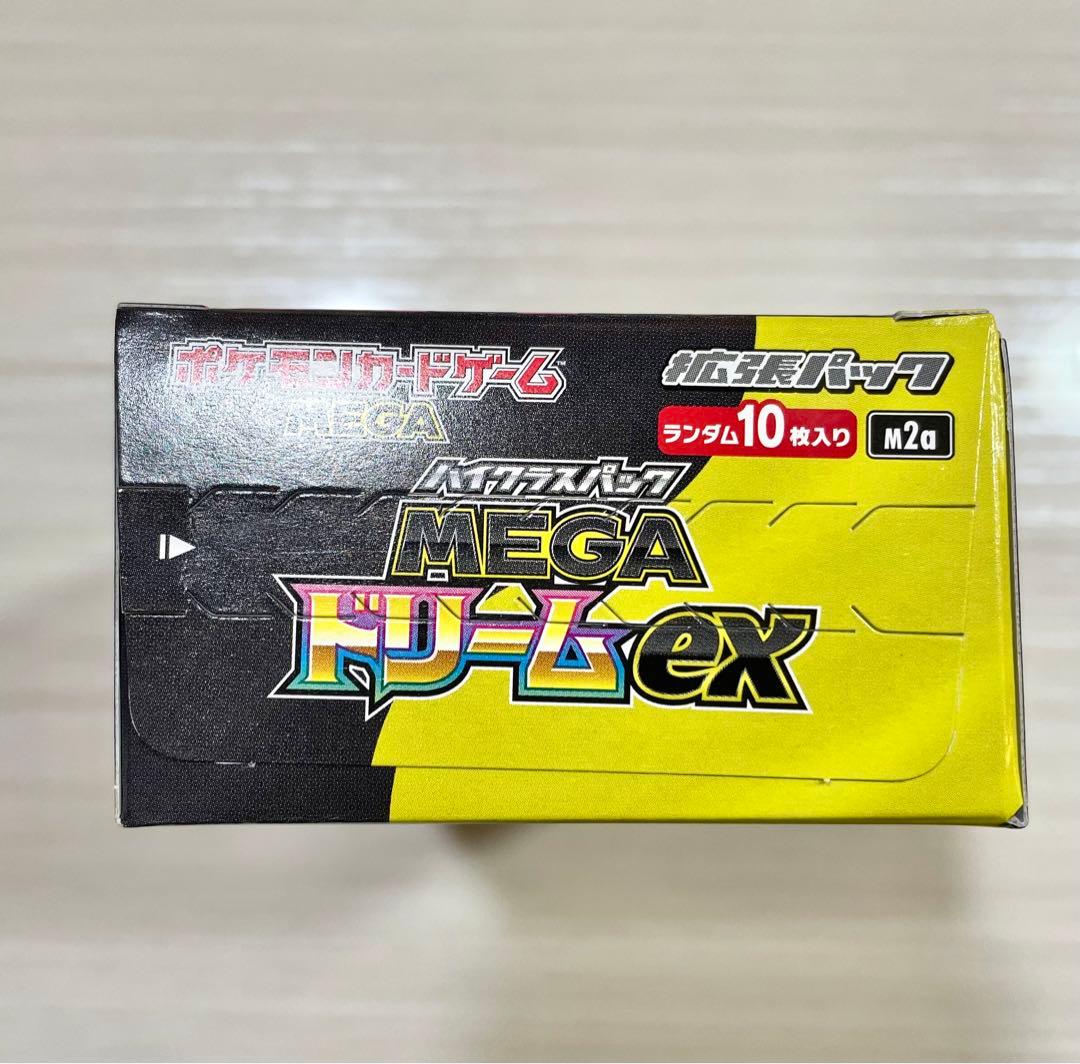 ポケモンカードゲーム™
MEGA
拡張パック
ランダム10枚入り
M2a
ハイクラスパック
MEGA
ドリームex